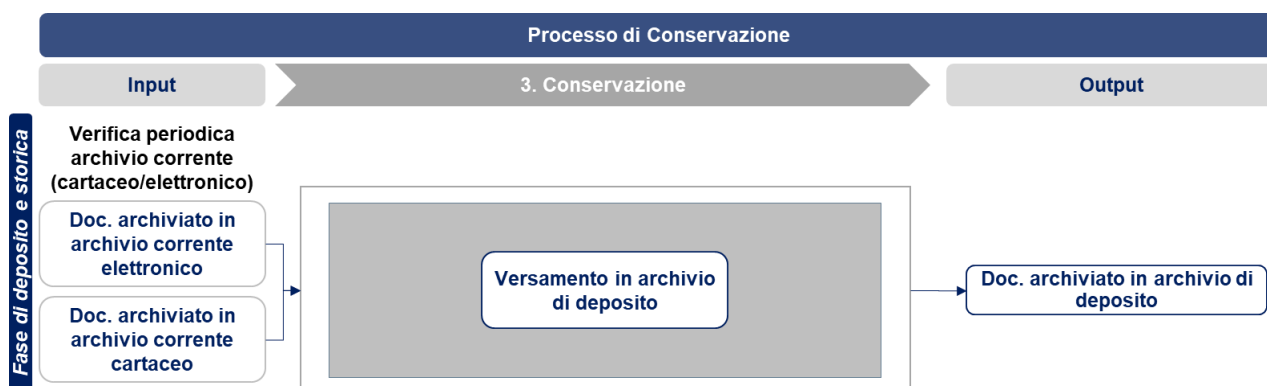 Processo di Conservazione
Input
3. Conservazione
Output
Fase di deposito e storica
Verifica periodica
archivio corrente
(cartaceo/elettronico)
Doc. archiviato in
archivio corrente
elettronico
Doc. archiviato in
archivio corrente
cartaceo
Versamento in archivio
di deposito
Doc. archiviato in archivio di
deposito